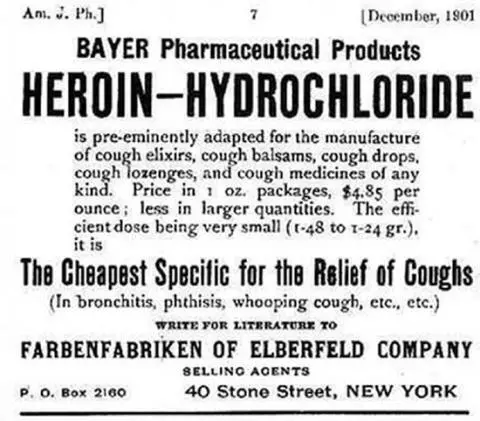 Am. J. Ph.] 7 [December, 1901
BAYER Pharmaceutical Products
HEROIN—HYDROCHLORIDE
is pre-eminently adapted for the manufacture
of cough elixirs, cough balsams, cough drops,
cough lozenges, and cough medicines of any
kind. Price in 1 oz. packages, $4.85 per
ounce; less in larger quantities. The effi-
cient dose being very small (1-48 to 1-24 gr.),
it is
The Cheapest Specific for the Relief of Coughs
(In bronchitis, phthisis, whooping cough, etc., etc.)
WRITE FOR LITERATURE TO
FARBENFABRIKEN OF ELBERFELD COMPANY
SELLING AGENTS
P. O. Box 2160 40 Stone Street, NEW YORK